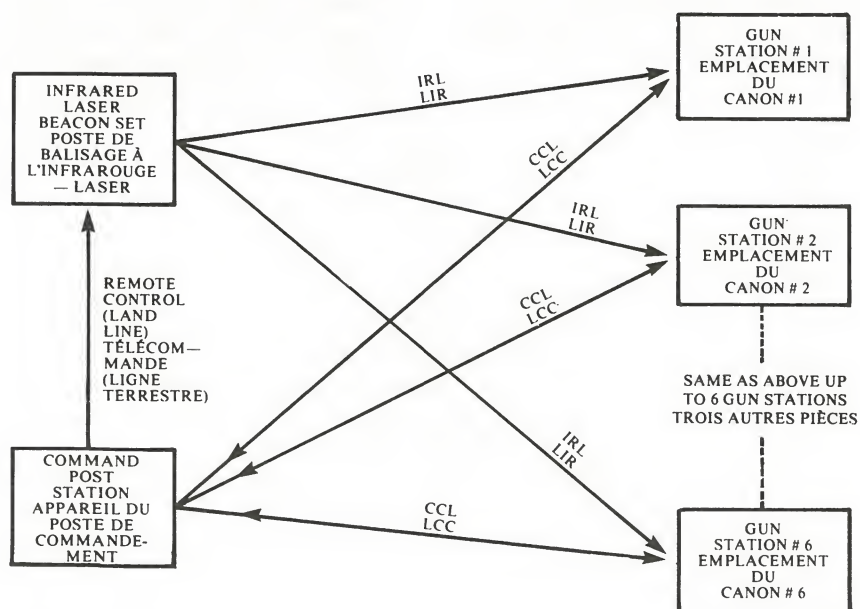 INFRARED
LASER
BEACON SET
POSTE DE
BALISAGE À
L'INFRAROUGE
— LASER
REMOTE
CONTROL
(LAND
LINE)
TÉLÉCOM—
MANDE
(LIGNE
TERRESTRE)
COMMAND
POST
STATION
APPAREIL DU
POSTE DE
COMMANDE-
MENT
IRL
LIR
CCL
LCC
IRL
LIR
CCL
LCC
IRL
LIR
CCL
LCC
GUN
STATION # 1
EMPLACEMENT
DU
CANON #1
GUN
STATION # 2
EMPLACEMENT
DU
CANON # 2
SAME AS ABOVE UP
TO 6 GUN STATIONS
TROIS AUTRES PIÈCES
GUN
STATION # 6
EMPLACEMENT
DU
CANON # 6